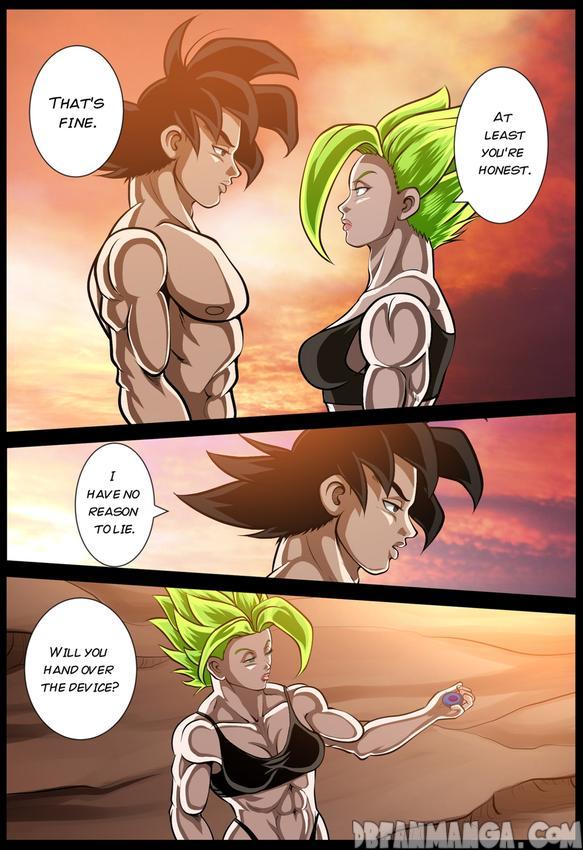 THAT'S
FINE.
AT
LEAST
YOU'RE
HONEST.
I
HAVE NO
REASON
TO LIE.
WILL YOU
HAND OVER
THE DEVICE?
DBFANMANGA.COM